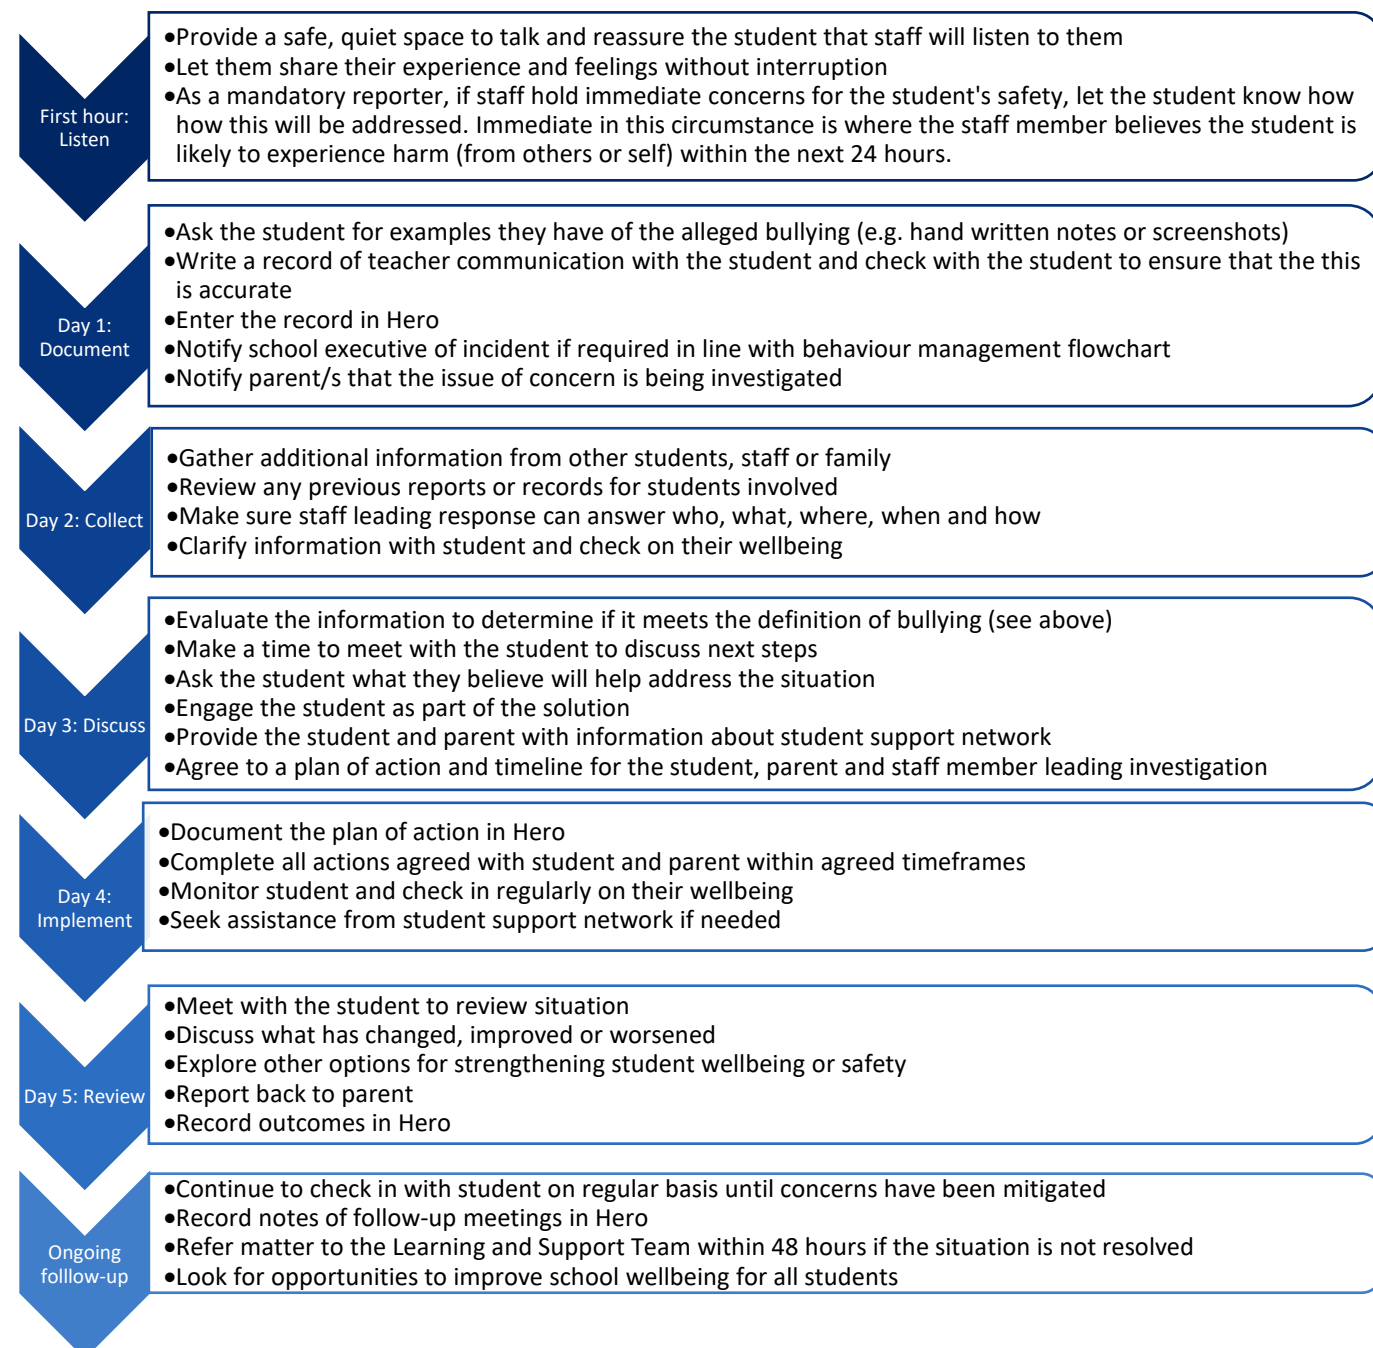 First hour:
Listen
•Provide a safe, quiet space to talk and reassure the student that staff will listen to them
•Let them share their experience and feelings without interruption
•As a mandatory reporter, if staff hold immediate concerns for the student's safety, let the student know how
how this will be addressed. Immediate in this circumstance is where the staff member believes the student is
likely to experience harm (from others or self) within the next 24 hours.
Day 1:
Document
•Ask the student for examples they have of the alleged bullying (e.g. hand written notes or screenshots)
•Write a record of teacher communication with the student and check with the student to ensure that the this
is accurate
•Enter the record in Hero
•Notify school executive of incident if required in line with behaviour management flowchart
•Notify parent/s that the issue of concern is being investigated
Day 2: Collect
•Gather additional information from other students, staff or family
•Review any previous reports or records for students involved
•Make sure staff leading response can answer who, what, where, when and how
•Clarify information with student and check on their wellbeing
Day 3: Discuss
•Evaluate the information to determine if it meets the definition of bullying (see above)
•Make a time to meet with the student to discuss next steps
•Ask the student what they believe will help address the situation
•Engage the student as part of the solution
•Provide the student and parent with information about student support network
•Agree to a plan of action and timeline for the student, parent and staff member leading investigation
Day 4:
Implement
•Document the plan of action in Hero
•Complete all actions agreed with student and parent within agreed timeframes
•Monitor student and check in regularly on their wellbeing
•Seek assistance from student support network if needed
Day 5: Review
•Meet with the student to review situation
•Discuss what has changed, improved or worsened
•Explore other options for strengthening student wellbeing or safety
•Report back to parent
•Record outcomes in Hero
Ongoing
folllow-up
•Continue to check in with student on regular basis until concerns have been mitigated
•Record notes of follow-up meetings in Hero
•Refer matter to the Learning and Support Team within 48 hours if the situation is not resolved
•Look for opportunities to improve school wellbeing for all students